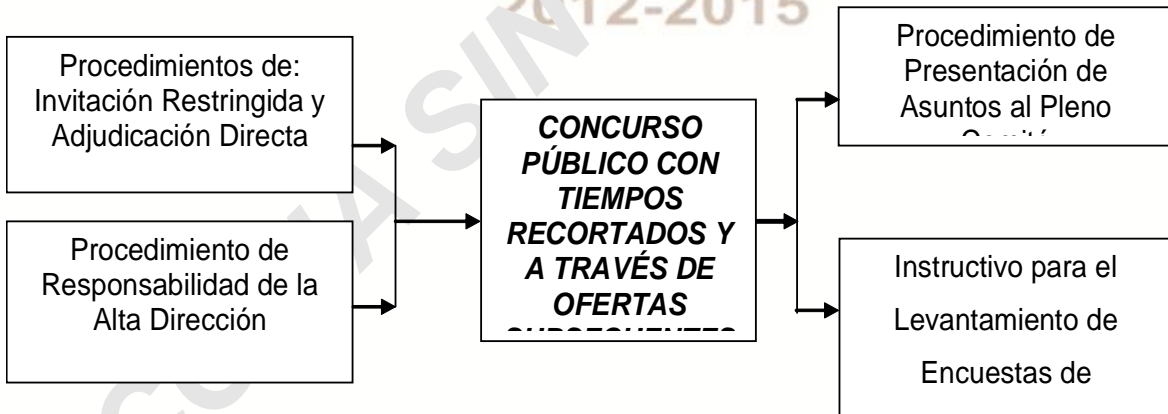 2012-2015
Procedimientos de:
Invitación Restringida y
Adjudicación Directa
Procedimiento de
Responsabilidad de la
Alta Dirección
CONCURSO
PÚBLICO CON
TIEMPOS
RECORTADOS Y
A TRAVÉS DE
OFERTAS
Procedimiento de
Presentación de
Asuntos al Pleno
Instructivo para el
Levantamiento de
Encuestas de